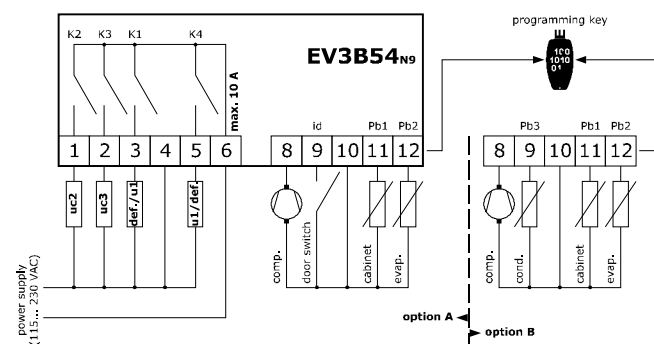 programming key
K2 K3 K1 K4
EV3B54N9
100
1010
01
max. 10 A
id Pb1 Pb2
Pb3 Pb1 Pb2
1 2 3 4 5 6 8 9 10 11 12
8 9 10 11 12
uc2
uc3
def./u1
u1/def.
comp.
door switch
cabinet
evap.
comp.
cond.
cabinet
evap.
power supply
(115... 230 VAC)
option A
option B